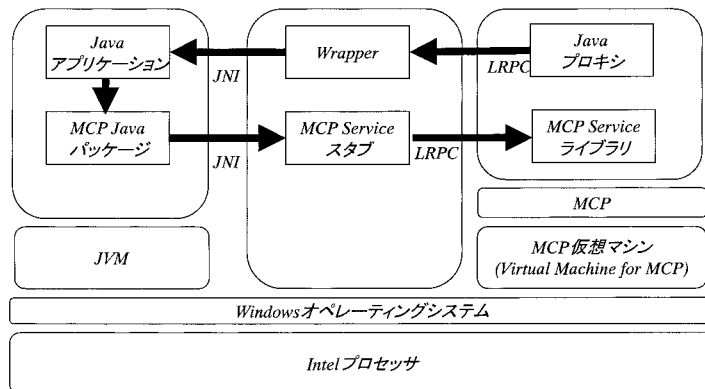 Java
アプリケーション
JNI
Wrapper
LRPC
Java
プロキシ
MCP Java
パッケージ
JNI
MCP Service
スタブ
LRPC
MCP Service
ライブラリ
MCP
JVM
MCP仮想マシン
(Virtual Machine for MCP)
Windowsオペレーティングシステム
Intelプロセッサ